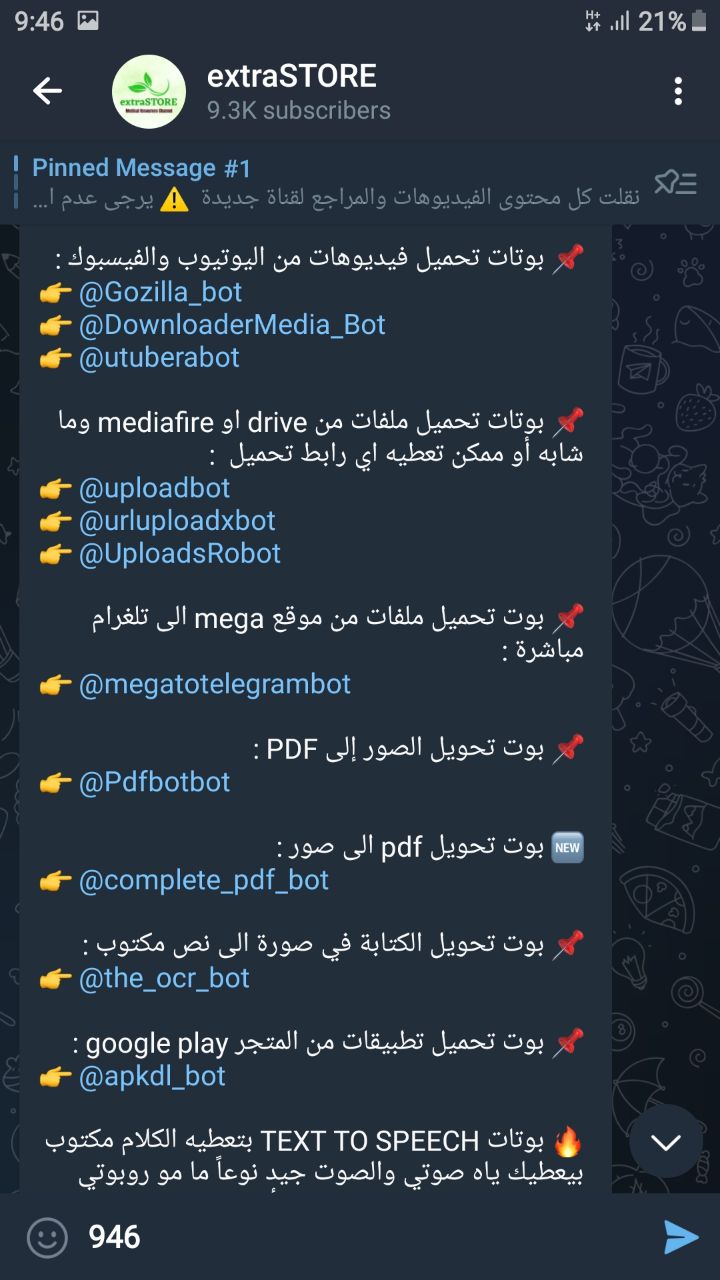 9:46
H+
21%
extraSTORE
extraSTORE
Medical Resources Channel
9.3K subscribers
Pinned Message #1
نقلت كل محتوى الفيديوهات والمراجع لقناة جديدة ⚠️ يرجى عدم ا...
📌 بوتات تحميل فيديوهات من اليوتيوب والفيسبوك :
👉 @Gozilla_bot
👉 @DownloaderMedia_Bot
👉 @utuberabot
📌 بوتات تحميل ملفات من drive او mediafire وما
شابه أو ممكن تعطيه اي رابط تحميل :
👉 @uploadbot
👉 @urluploadxbot
👉 @UploadsRobot
📌 بوت تحميل ملفات من موقع mega الى تلغرام
مباشرة :
👉 @megatotelegrambot
📌 بوت تحويل الصور إلى PDF :
👉 @Pdfbotbot
🆕 بوت تحويل pdf الى صور :
👉 @complete_pdf_bot
📌 بوت تحويل الكتابة في صورة الى نص مكتوب :
👉 @the_ocr_bot
📌 بوت تحميل تطبيقات من المتجر google play :
👉 @apkdl_bot
🔥 بوتات TEXT TO SPEECH بتعطيه الكلام مكتوب
بيعطيك ياه صوتي والصوت جيد نوعاً ما مو روبوتي
946